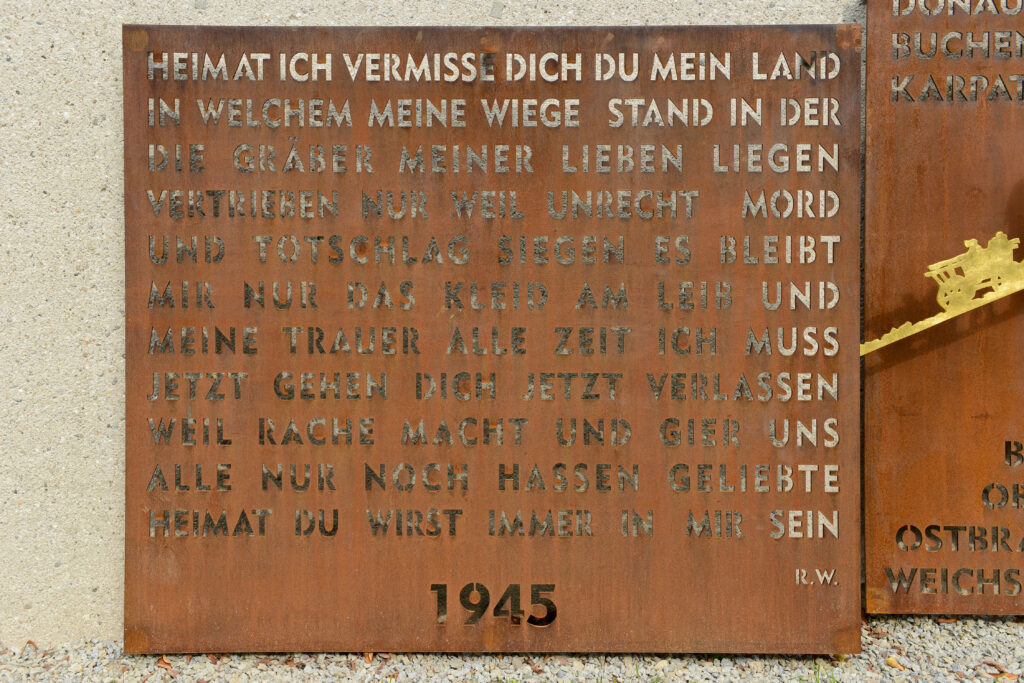 HEIMAT ICH VERMISSE DICH DU MEIN LAND
IN WELCHEM MEINE WIEGE STAND IN DER
DIE GRÄBER MEINER LIEBEN LIEGEN
VERTRIEBEN NUR WEIL UNRECHT MORD
UND TOTSCHLAG SIEGEN ES BLEIBT
MIR NUR DAS KLEID AM LEIB UND
MEINE TRAUER ALLE ZEIT ICH MUSS
JETZT GEHEN DICH JETZT VERLASSEN
WEIL RACHE MACHT UND GIER UNS
ALLE NUR NOCH HASSEN GELIEBTE
HEIMAT DU WIRST IMMER IN MIR SEIN
R.W.
1945
DONAU
BUCHEN
KARPAT
B
OB
OSTBRA
WEICHS